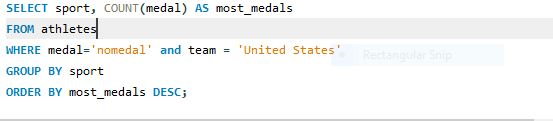 SELECT sport, COUNT(medal) AS most_medals
FROM athletes
WHERE medal='nomedal' and team = 'United States'
Rectangular Snip
GROUP BY sport
ORDER BY most_medals DESC;